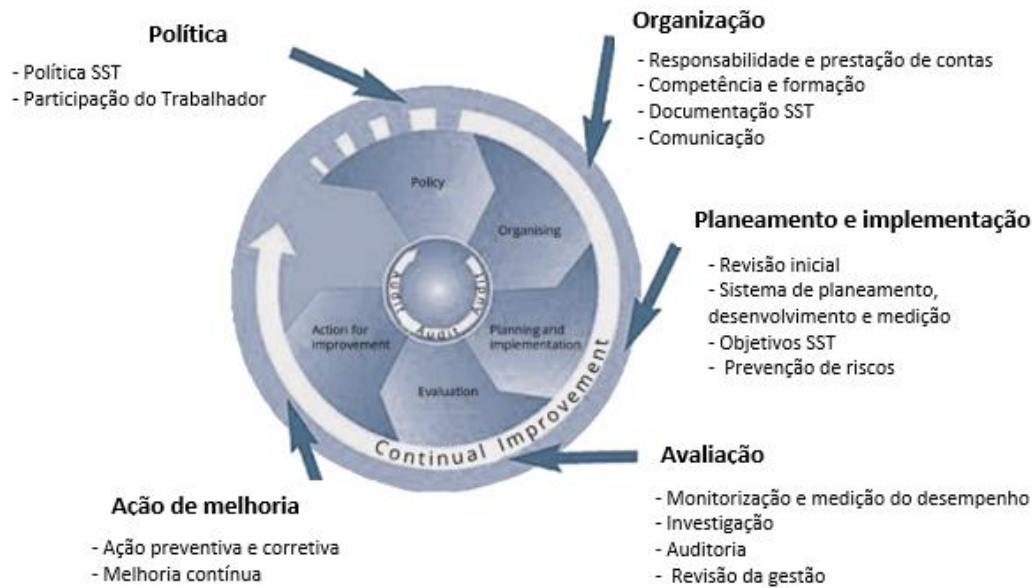 Política
- Política SST
- Participação do Trabalhador
Organização
- Responsabilidade e prestação de contas
- Competência e formação
- Documentação SST
- Comunicação
Planeamento e implementação
- Revisão inicial
- Sistema de planeamento,
desenvolvimento e medição
- Objetivos SST
- Prevenção de riscos
Avaliação
- Monitorização e medição do desempenho
- Investigação
- Auditoria
- Revisão da gestão
Ação de melhoria
- Ação preventiva e corretiva
- Melhoria contínua
Policy
Organising
Planning and
implementation
Evaluation
Action for
improvement
Audit
Audit
Audit
Continual Improvement